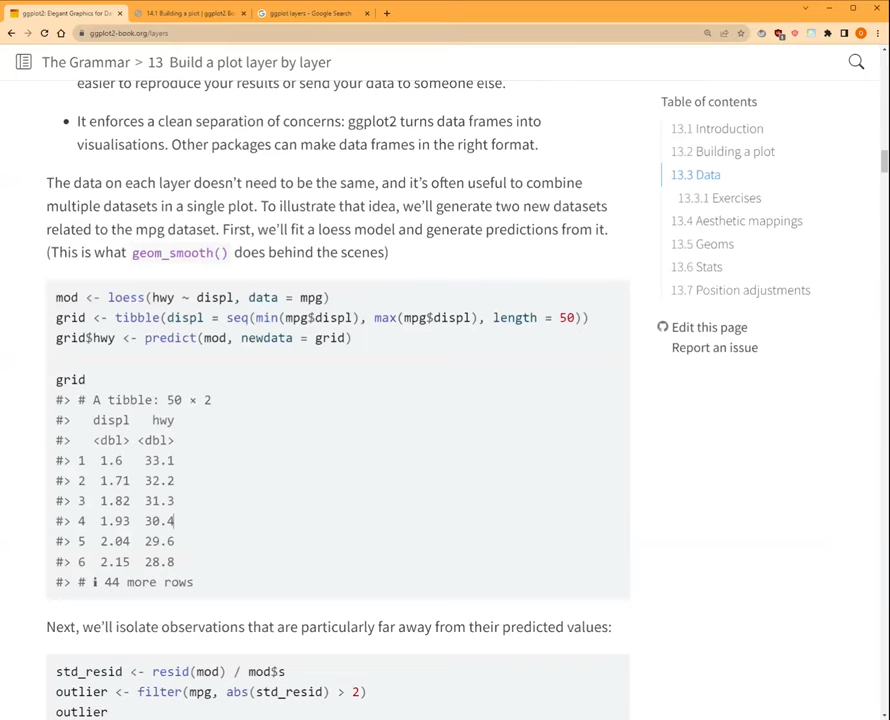 ggplot2: Elegant Graphics for Da
14.1 Building a plot | ggplot2 Bo
ggplot layers - Google Search
ggplot2-book.org/layers
The Grammar > 13 Build a plot layer by layer
easier to reproduce your results or send your data to someone else.
• It enforces a clean separation of concerns: ggplot2 turns data frames into
visualisations. Other packages can make data frames in the right format.
The data on each layer doesn't need to be the same, and it's often useful to combine
multiple datasets in a single plot. To illustrate that idea, we'll generate two new datasets
related to the mpg dataset. First, we'll fit a loess model and generate predictions from it.
(This is what geom_smooth() does behind the scenes)
mod <- loess(hwy ~ displ, data = mpg)
grid <- tibble(displ = seq(min(mpg$displ), max(mpg$displ), length = 50))
grid$hwy <- predict(mod, newdata = grid)
grid
#> # A tibble: 50 × 2
#> displ hwy
#> <dbl> <dbl>
#> 1 1.6 33.1
#> 2 1.71 32.2
#> 3 1.82 31.3
#> 4 1.93 30.4
#> 5 2.04 29.6
#> 6 2.15 28.8
#> # ℹ 44 more rows
Next, we'll isolate observations that are particularly far away from their predicted values:
std_resid <- resid(mod) / mod$s
outlier <- filter(mpg, abs(std_resid) > 2)
outlier
Table of contents
13.1 Introduction
13.2 Building a plot
13.3 Data
13.3.1 Exercises
13.4 Aesthetic mappings
13.5 Geoms
13.6 Stats
13.7 Position adjustments
Edit this page
Report an issue